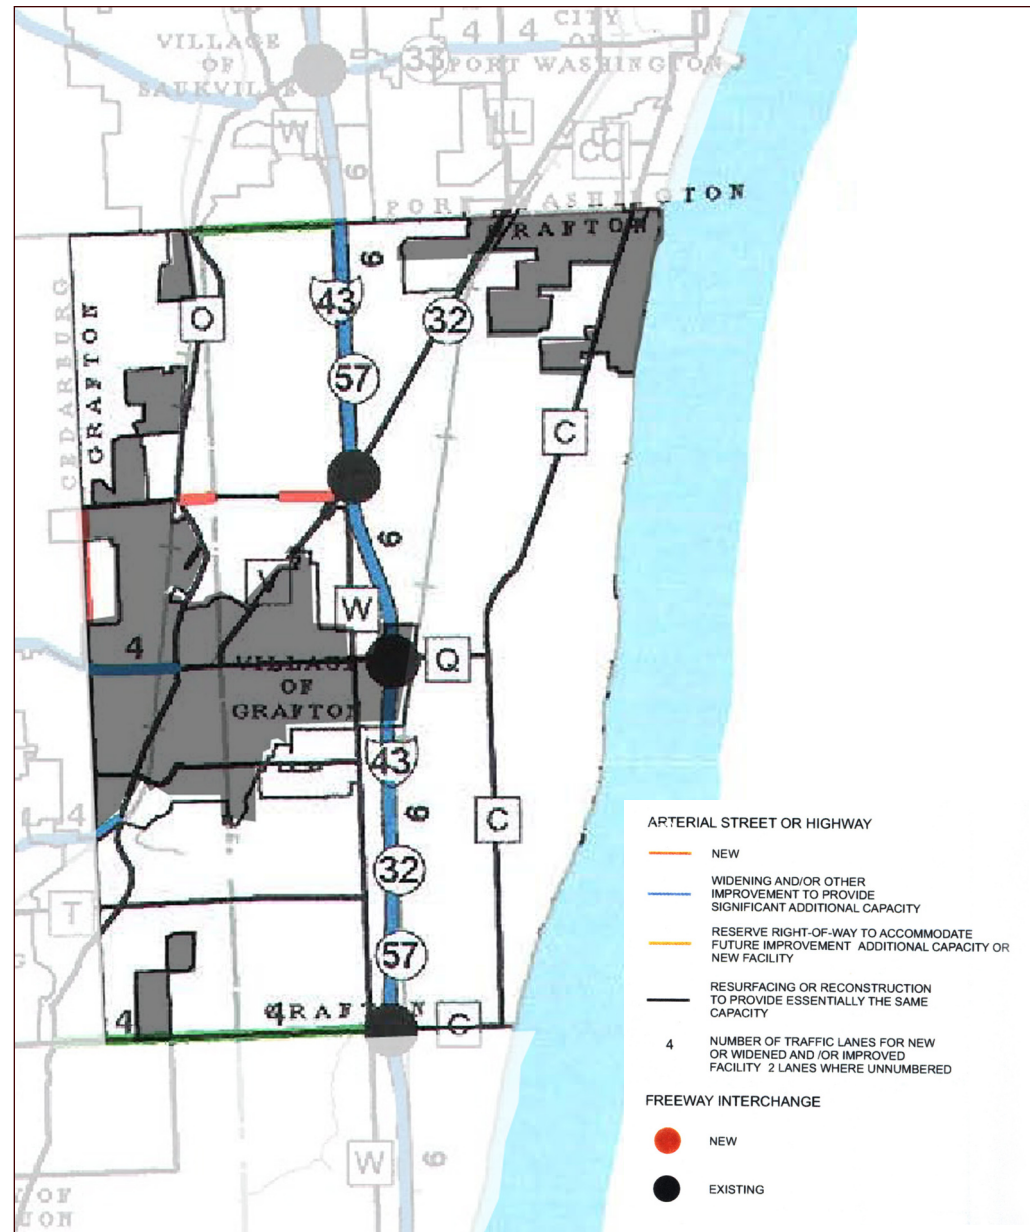 CITY
OF
PORT WASHINGTON
4 4
VILLAGE
OF
SAUKVILLE
33
W
LL
CC
6
PORT WASHINGTON
GRAFTON
6
CEDARBURG
GRAFTON
43
O
32
57
C
6
V
W
4
Q
VILLAGE
OF
GRAFTON
43
4
6
C
32
T
57
GRAFTON
4
4
C
W
6
OF
ARTERIAL STREET OR HIGHWAY
NEW
WIDENING AND/OR OTHER
IMPROVEMENT TO PROVIDE
SIGNIFICANT ADDITIONAL CAPACITY
RESERVE RIGHT-OF-WAY TO ACCOMMODATE
FUTURE IMPROVEMENT ADDITIONAL CAPACITY OR
NEW FACILITY
RESURFACING OR RECONSTRUCTION
TO PROVIDE ESSENTIALLY THE SAME
CAPACITY
4
NUMBER OF TRAFFIC LANES FOR NEW
OR WIDENED AND /OR IMPROVED
FACILITY 2 LANES WHERE UNNUMBERED
FREEWAY INTERCHANGE
NEW
EXISTING